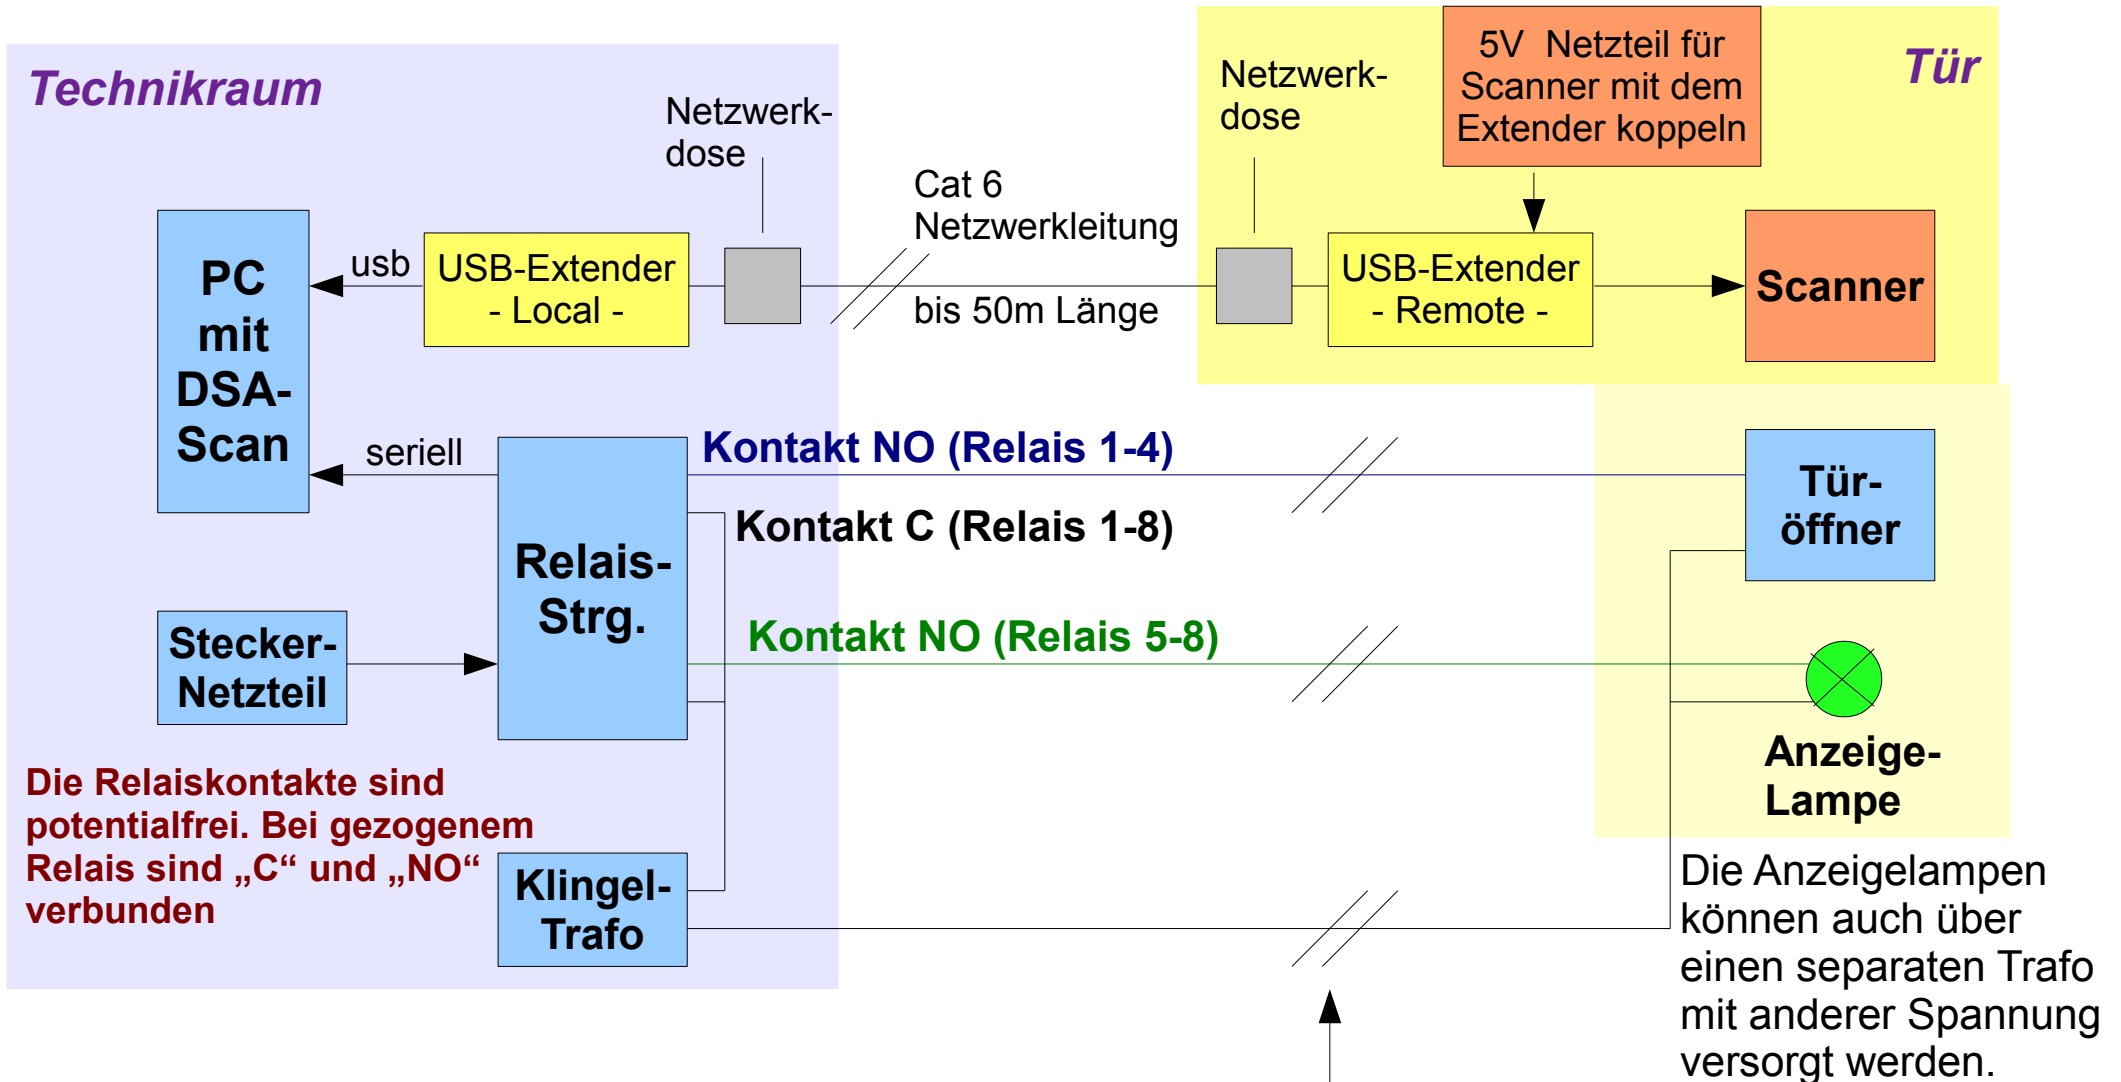 Technikraum
Netzwerk-
dose
Cat 6
Netzwerkleitung
bis 50m Länge
Netzwerk-
dose
5V  Netzteil für
Scanner mit dem
Extender koppeln
Tür
PC
mit
DSA-
Scan
usb
USB-Extender
- Local -
USB-Extender
- Remote -
Scanner
seriell
Kontakt NO (Relais 1-4)
Kontakt C (Relais 1-8)
Kontakt NO (Relais 5-8)
Relais-
Strg.
Tür-
öffner
Stecker-
Netzteil
Anzeige-
Lampe
Die Relaiskontakte sind
potentialfrei. Bei gezogenem
Relais sind „C“ und „NO“
verbunden
Klingel-
Trafo
Die Anzeigelampen
können auch über
einen separaten Trafo
mit anderer Spannung
versorgt werden.